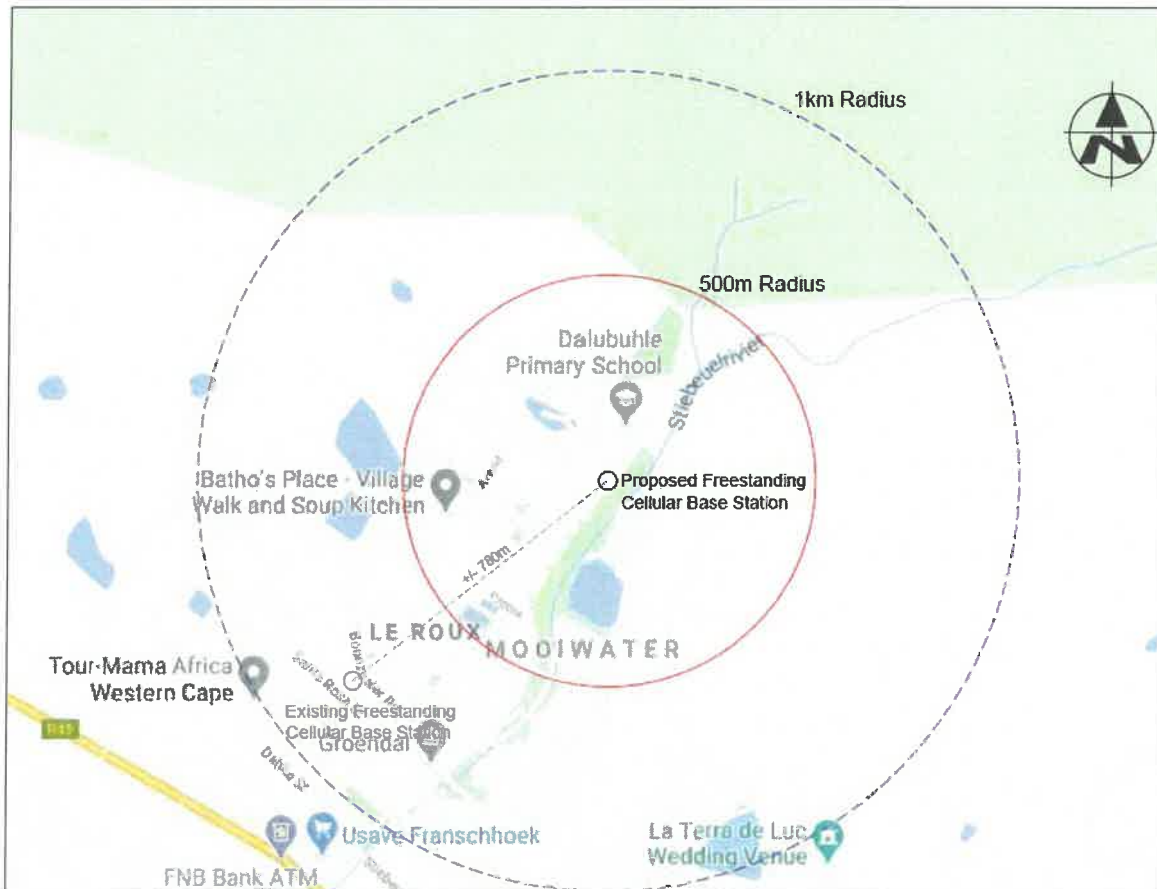 1km Radius
N
500m Radius
Dalubuhle
Primary School
Stiebeuelriviet
Batho's Place - Village
Walk and Soup Kitchen
Proposed Freestanding
Cellular Base Station
+/- 780m
LE ROUX
MOOIWATER
Tour-Mama Africa
Western Cape
Existing Freestanding
Cellular Base Station
Groendal
R45
Usave Franschhoek
FNB Bank ATM
La Terra de Luc
Wedding Venue